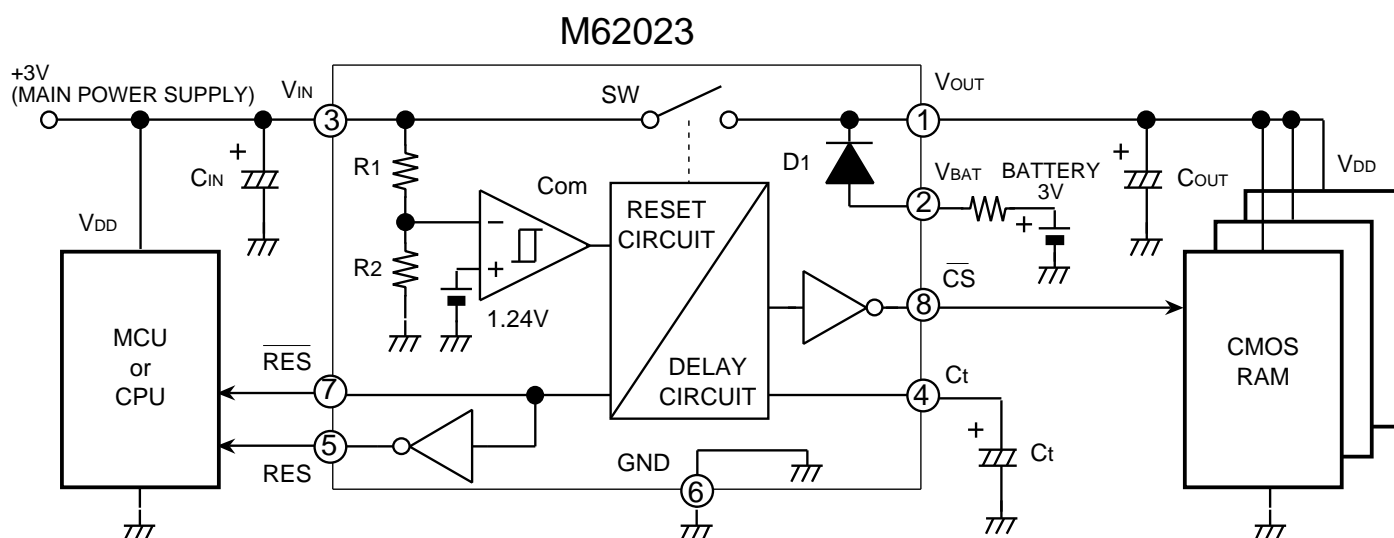 M62023
+3V
(MAIN POWER SUPPLY)
VIN
SW
VOUT
3
1
+
CIN
R1
Com
D1
VBAT
BATTERY
3V
+
COUT
VDD
2
+
VDD
R2
−
+
1.24V
RESET
CIRCUIT
DELAY
CIRCUIT
CS
8
MCU
or
CPU
RES
7
5
RES
Ct
4
+
Ct
GND
6
CMOS
RAM